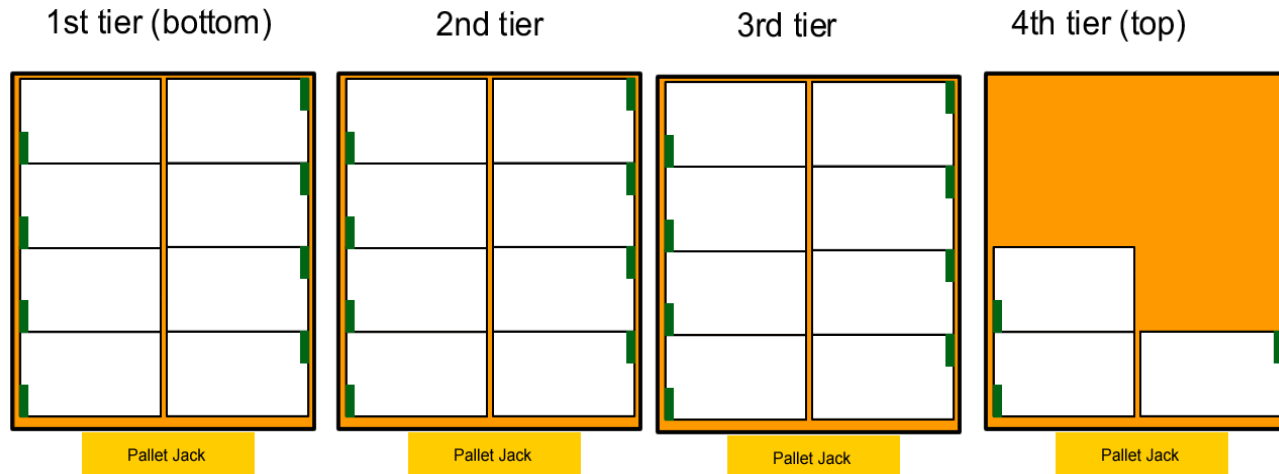 1st tier (bottom)
2nd tier
3rd tier
4th tier (top)
Pallet Jack
Pallet Jack
Pallet Jack
Pallet Jack